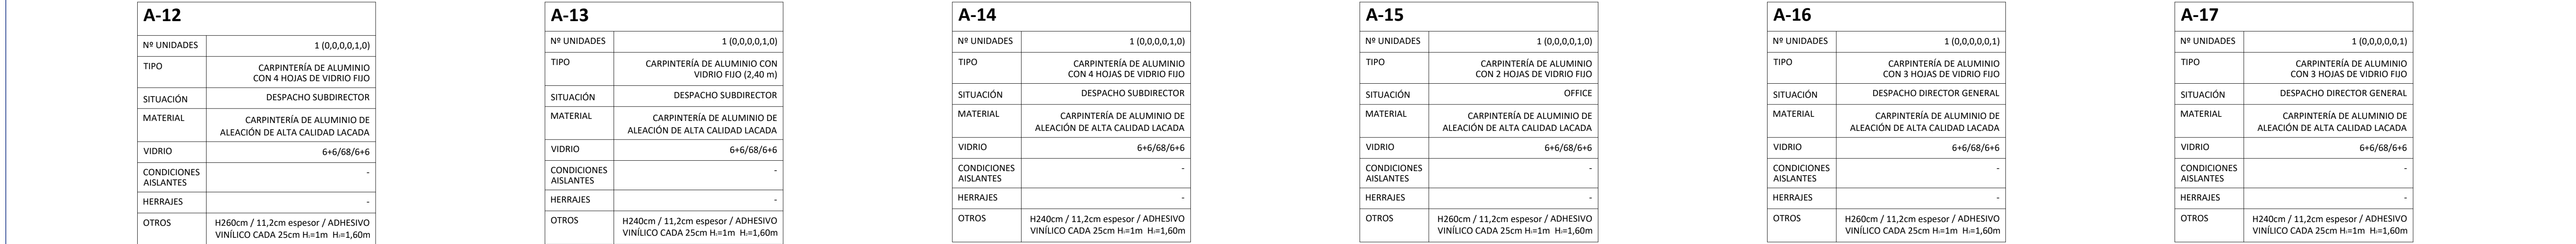 A-12
Nº UNIDADES 1 (0,0,0,0,1,0)
TIPO CARPINTERÍA DE ALUMINIO
CON 4 HOJAS DE VIDRIO FIJO
SITUACIÓN DESPACHO SUBDIRECTOR
MATERIAL CARPINTERÍA DE ALUMINIO DE
ALEACIÓN DE ALTA CALIDAD LACADA
VIDRIO 6+6/68/6+6
CONDICIONES -
AISLANTES
HERRAJES -
OTROS H260cm / 11,2cm espesor / ADHESIVO
VINÍLICO CADA 25cm H=1m H=1,60m
A-13
Nº UNIDADES 1 (0,0,0,0,1,0)
TIPO CARPINTERÍA DE ALUMINIO CON
VIDRIO FIJO (2,40 m)
SITUACIÓN DESPACHO SUBDIRECTOR
MATERIAL CARPINTERÍA DE ALUMINIO DE
ALEACIÓN DE ALTA CALIDAD LACADA
VIDRIO 6+6/68/6+6
CONDICIONES -
AISLANTES
HERRAJES -
OTROS H240cm / 11,2cm espesor / ADHESIVO
VINÍLICO CADA 25cm H=1m H=1,60m
A-14
Nº UNIDADES 1 (0,0,0,0,1,0)
TIPO CARPINTERÍA DE ALUMINIO
CON 4 HOJAS DE VIDRIO FIJO
SITUACIÓN DESPACHO SUBDIRECTOR
MATERIAL CARPINTERÍA DE ALUMINIO DE
ALEACIÓN DE ALTA CALIDAD LACADA
VIDRIO 6+6/68/6+6
CONDICIONES -
AISLANTES
HERRAJES -
OTROS H240cm / 11,2cm espesor / ADHESIVO
VINÍLICO CADA 25cm H=1m H=1,60m
A-15
Nº UNIDADES 1 (0,0,0,0,1,0)
TIPO CARPINTERÍA DE ALUMINIO
CON 2 HOJAS DE VIDRIO FIJO
SITUACIÓN OFFICE
MATERIAL CARPINTERÍA DE ALUMINIO DE
ALEACIÓN DE ALTA CALIDAD LACADA
VIDRIO 6+6/68/6+6
CONDICIONES -
AISLANTES
HERRAJES -
OTROS H260cm / 11,2cm espesor / ADHESIVO
VINÍLICO CADA 25cm H=1m H=1,60m
A-16
Nº UNIDADES 1 (0,0,0,0,0,1)
TIPO CARPINTERÍA DE ALUMINIO
CON 3 HOJAS DE VIDRIO FIJO
SITUACIÓN DESPACHO DIRECTOR GENERAL
MATERIAL CARPINTERÍA DE ALUMINIO DE
ALEACIÓN DE ALTA CALIDAD LACADA
VIDRIO 6+6/68/6+6
CONDICIONES -
AISLANTES
HERRAJES -
OTROS H260cm / 11,2cm espesor / ADHESIVO
VINÍLICO CADA 25cm H=1m H=1,60m
A-17
Nº UNIDADES 1 (0,0,0,0,0,1)
TIPO CARPINTERÍA DE ALUMINIO
CON 3 HOJAS DE VIDRIO FIJO
SITUACIÓN DESPACHO DIRECTOR GENERAL
MATERIAL CARPINTERÍA DE ALUMINIO DE
ALEACIÓN DE ALTA CALIDAD LACADA
VIDRIO 6+6/68/6+6
CONDICIONES -
AISLANTES
HERRAJES -
OTROS H240cm / 11,2cm espesor / ADHESIVO
VINÍLICO CADA 25cm H=1m H=1,60m